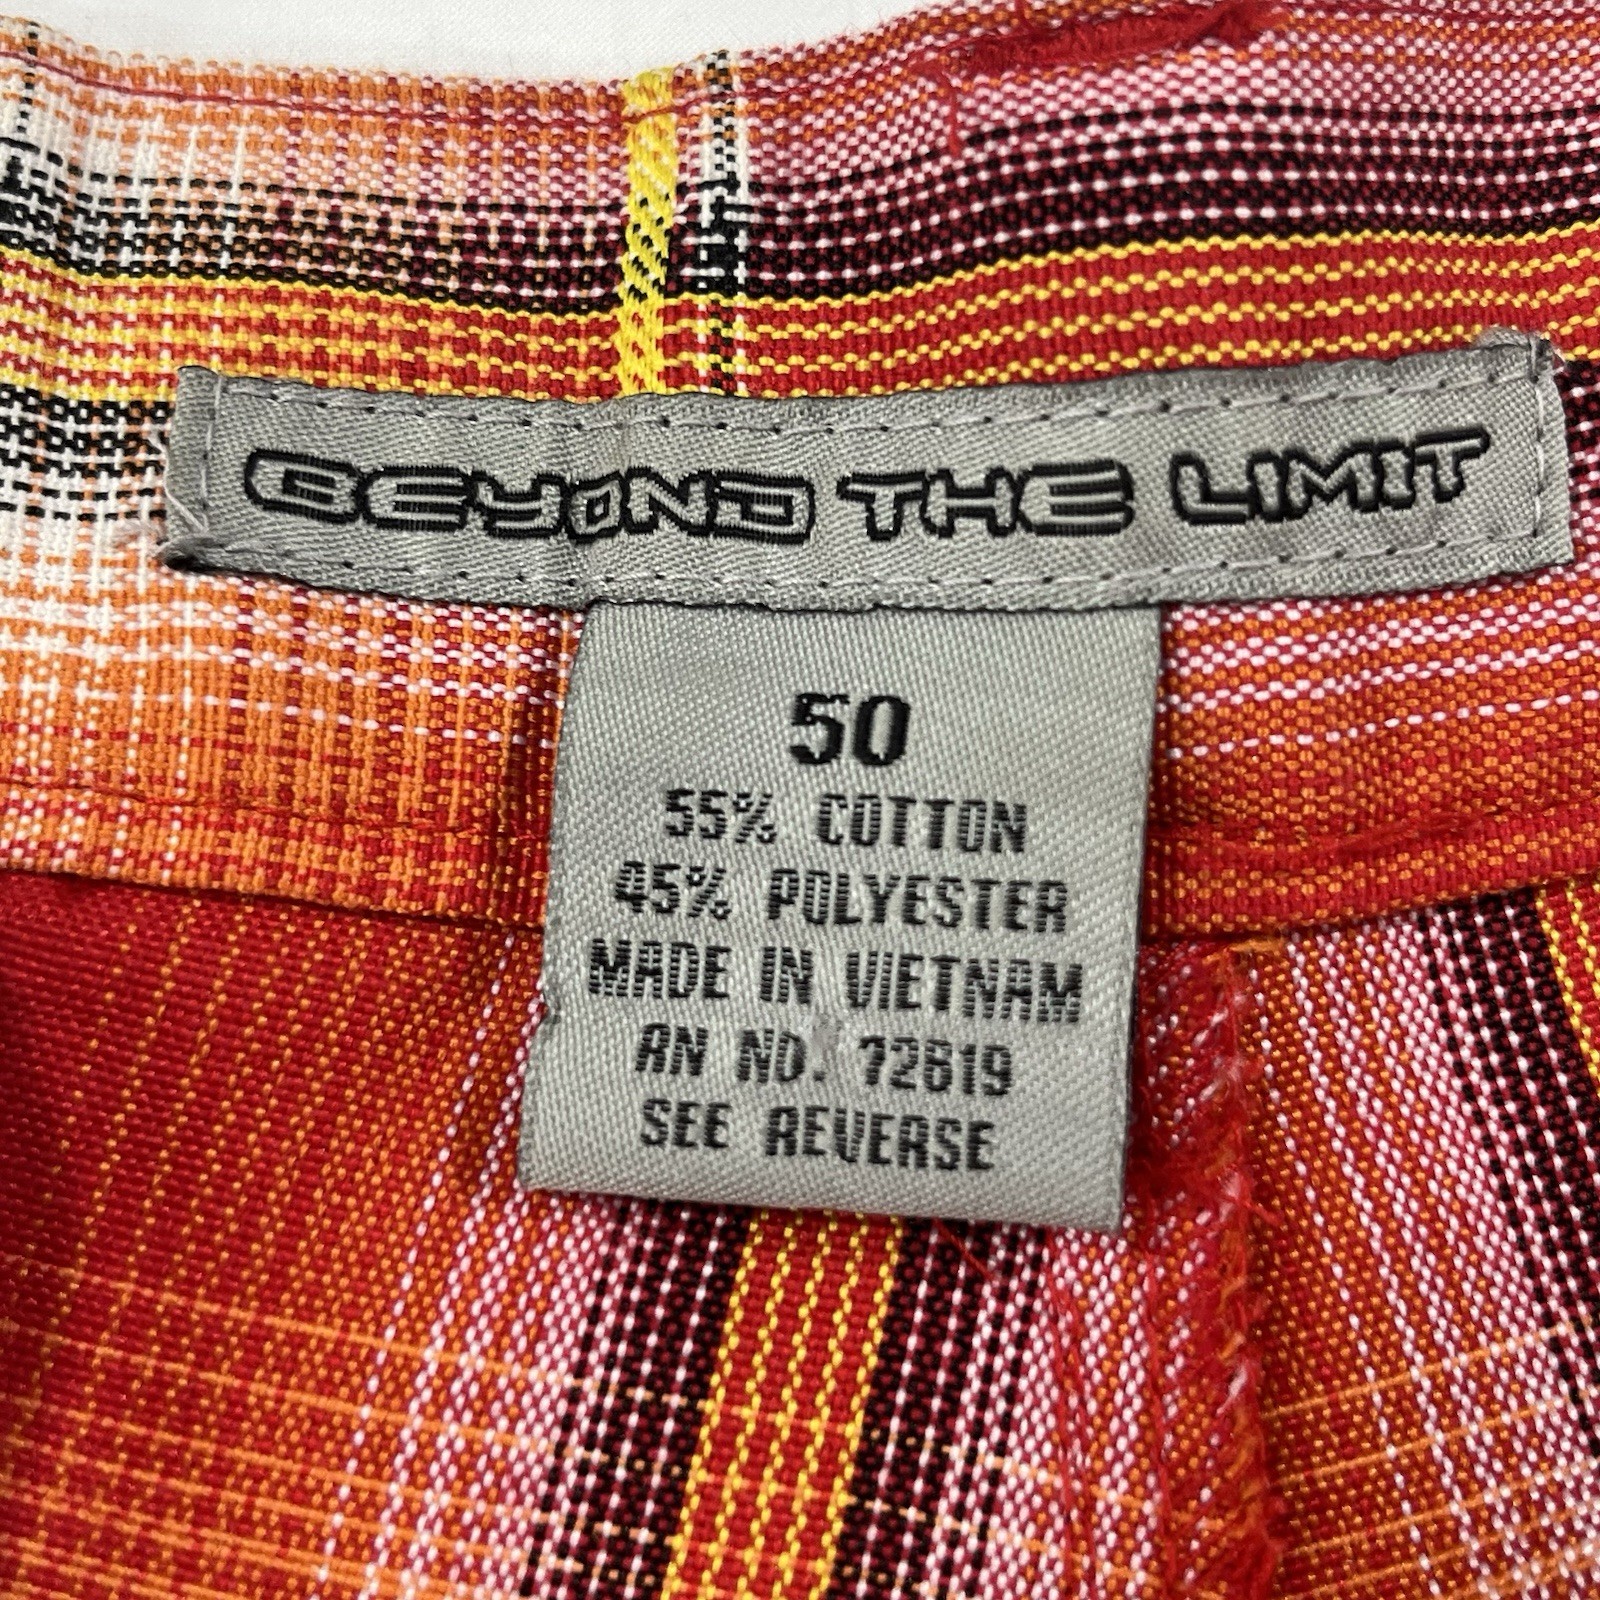 BEYOND THE LIMIT
50
55% COTTON
45% POLYESTER
MADE IN VIETNAM
RN NO. 72619
SEE REVERSE